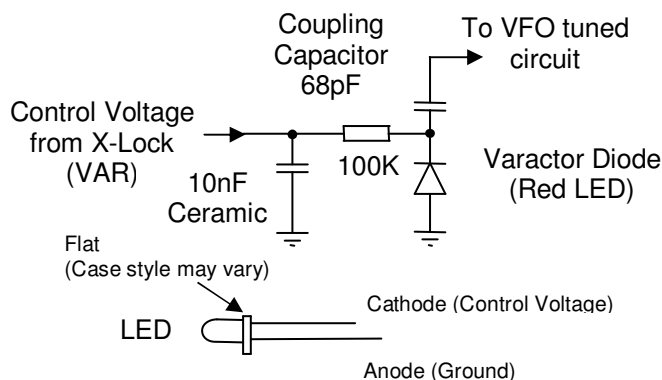 Coupling
Capacitor
68pF
To VFO tuned
circuit
Control Voltage
from X-Lock
(VAR)
10nF
Ceramic
100K
Varactor Diode
(Red LED)
Flat
(Case style may vary)
LED
Cathode (Control Voltage)
Anode (Ground)